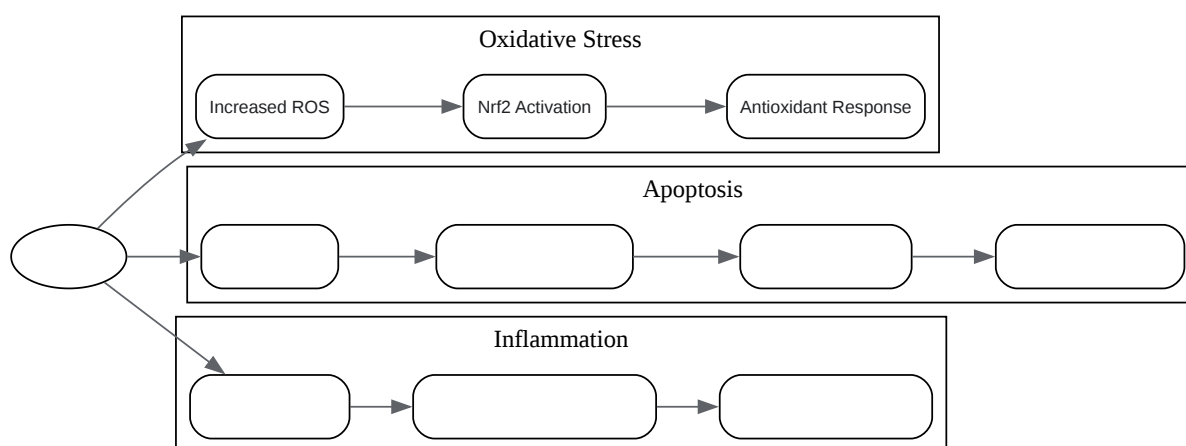 Oxidative Stress
Increased ROS
Nrf2 Activation
Antioxidant Response
Apoptosis
Inflammation